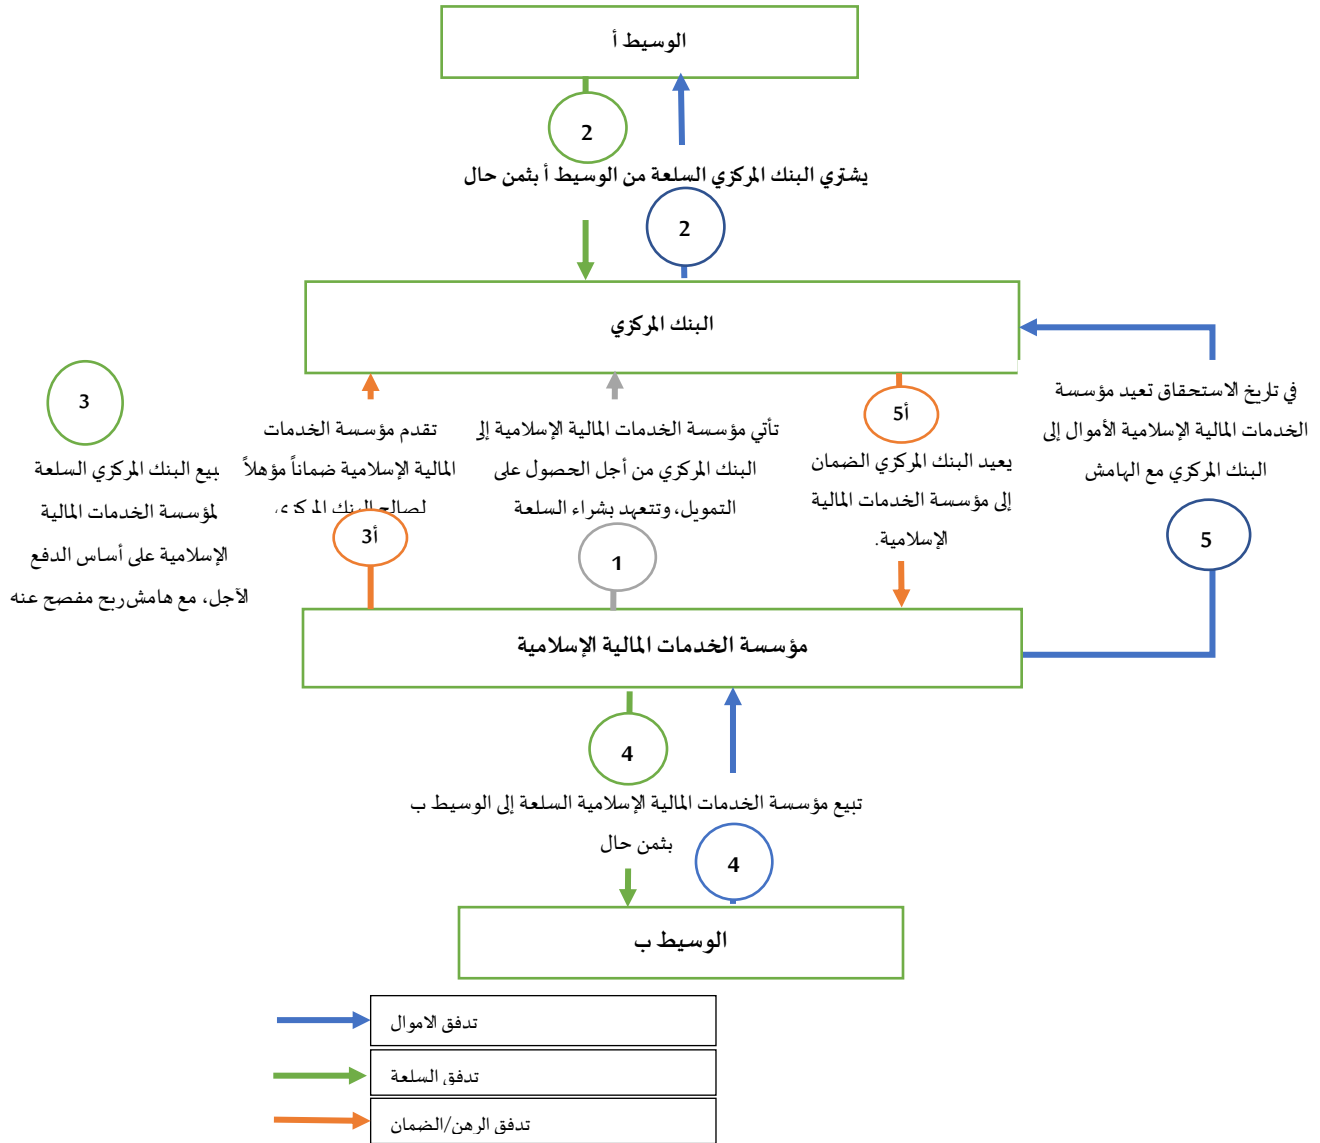 الوسيط أ
2
يشتري البنك المركزي السلعة من الوسيط أ بثمن حال
2
البنك المركزي
3
يبيع البنك المركزي السلعة
لمؤسسة الخدمات المالية
الإسلامية على أساس الدفع
الآجل، مع هامش ربح مفصح عنه
تقدم مؤسسة الخدمات
المالية الإسلامية ضماناً مؤهلاً
لصالح البنك المركزي
3أ
تأتي مؤسسة الخدمات المالية الإسلامية إلى
البنك المركزي من أجل الحصول على
التمويل، وتتعهد بشراء السلعة
1
5أ
يعيد البنك المركزي الضمان
إلى مؤسسة الخدمات المالية
الإسلامية.
في تاريخ الاستحقاق تعيد مؤسسة
الخدمات المالية الإسلامية الأموال إلى
البنك المركزي مع الهامش
5
مؤسسة الخدمات المالية الإسلامية
4
تبيع مؤسسة الخدمات المالية الإسلامية السلعة إلى الوسيط ب
بثمن حال
4
الوسيط ب
تدفق الاموال
تدفق السلعة
تدفق الرهن/الضمان